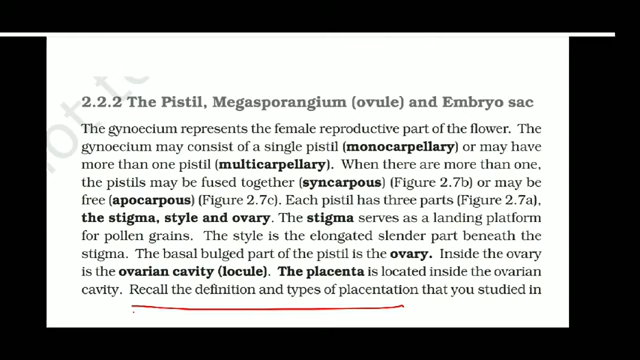 2.2.2 The Pistil, Megasporangium (ovule) and Embryo sac
The gynoecium represents the female reproductive part of the flower. The
gynoecium may consist of a single pistil (monocarpellary) or may have
more than one pistil (multicarpellary). When there are more than one,
the pistils may be fused together (syncarpous) (Figure 2.7b) or may be
free (apocarpous) (Figure 2.7c). Each pistil has three parts (Figure 2.7a),
the stigma, style and ovary. The stigma serves as a landing platform
for pollen grains. The style is the elongated slender part beneath the
stigma. The basal bulged part of the pistil is the ovary. Inside the ovary
is the ovarian cavity (locule). The placenta is located inside the ovarian
cavity. Recall the definition and types of placentation that you studied in